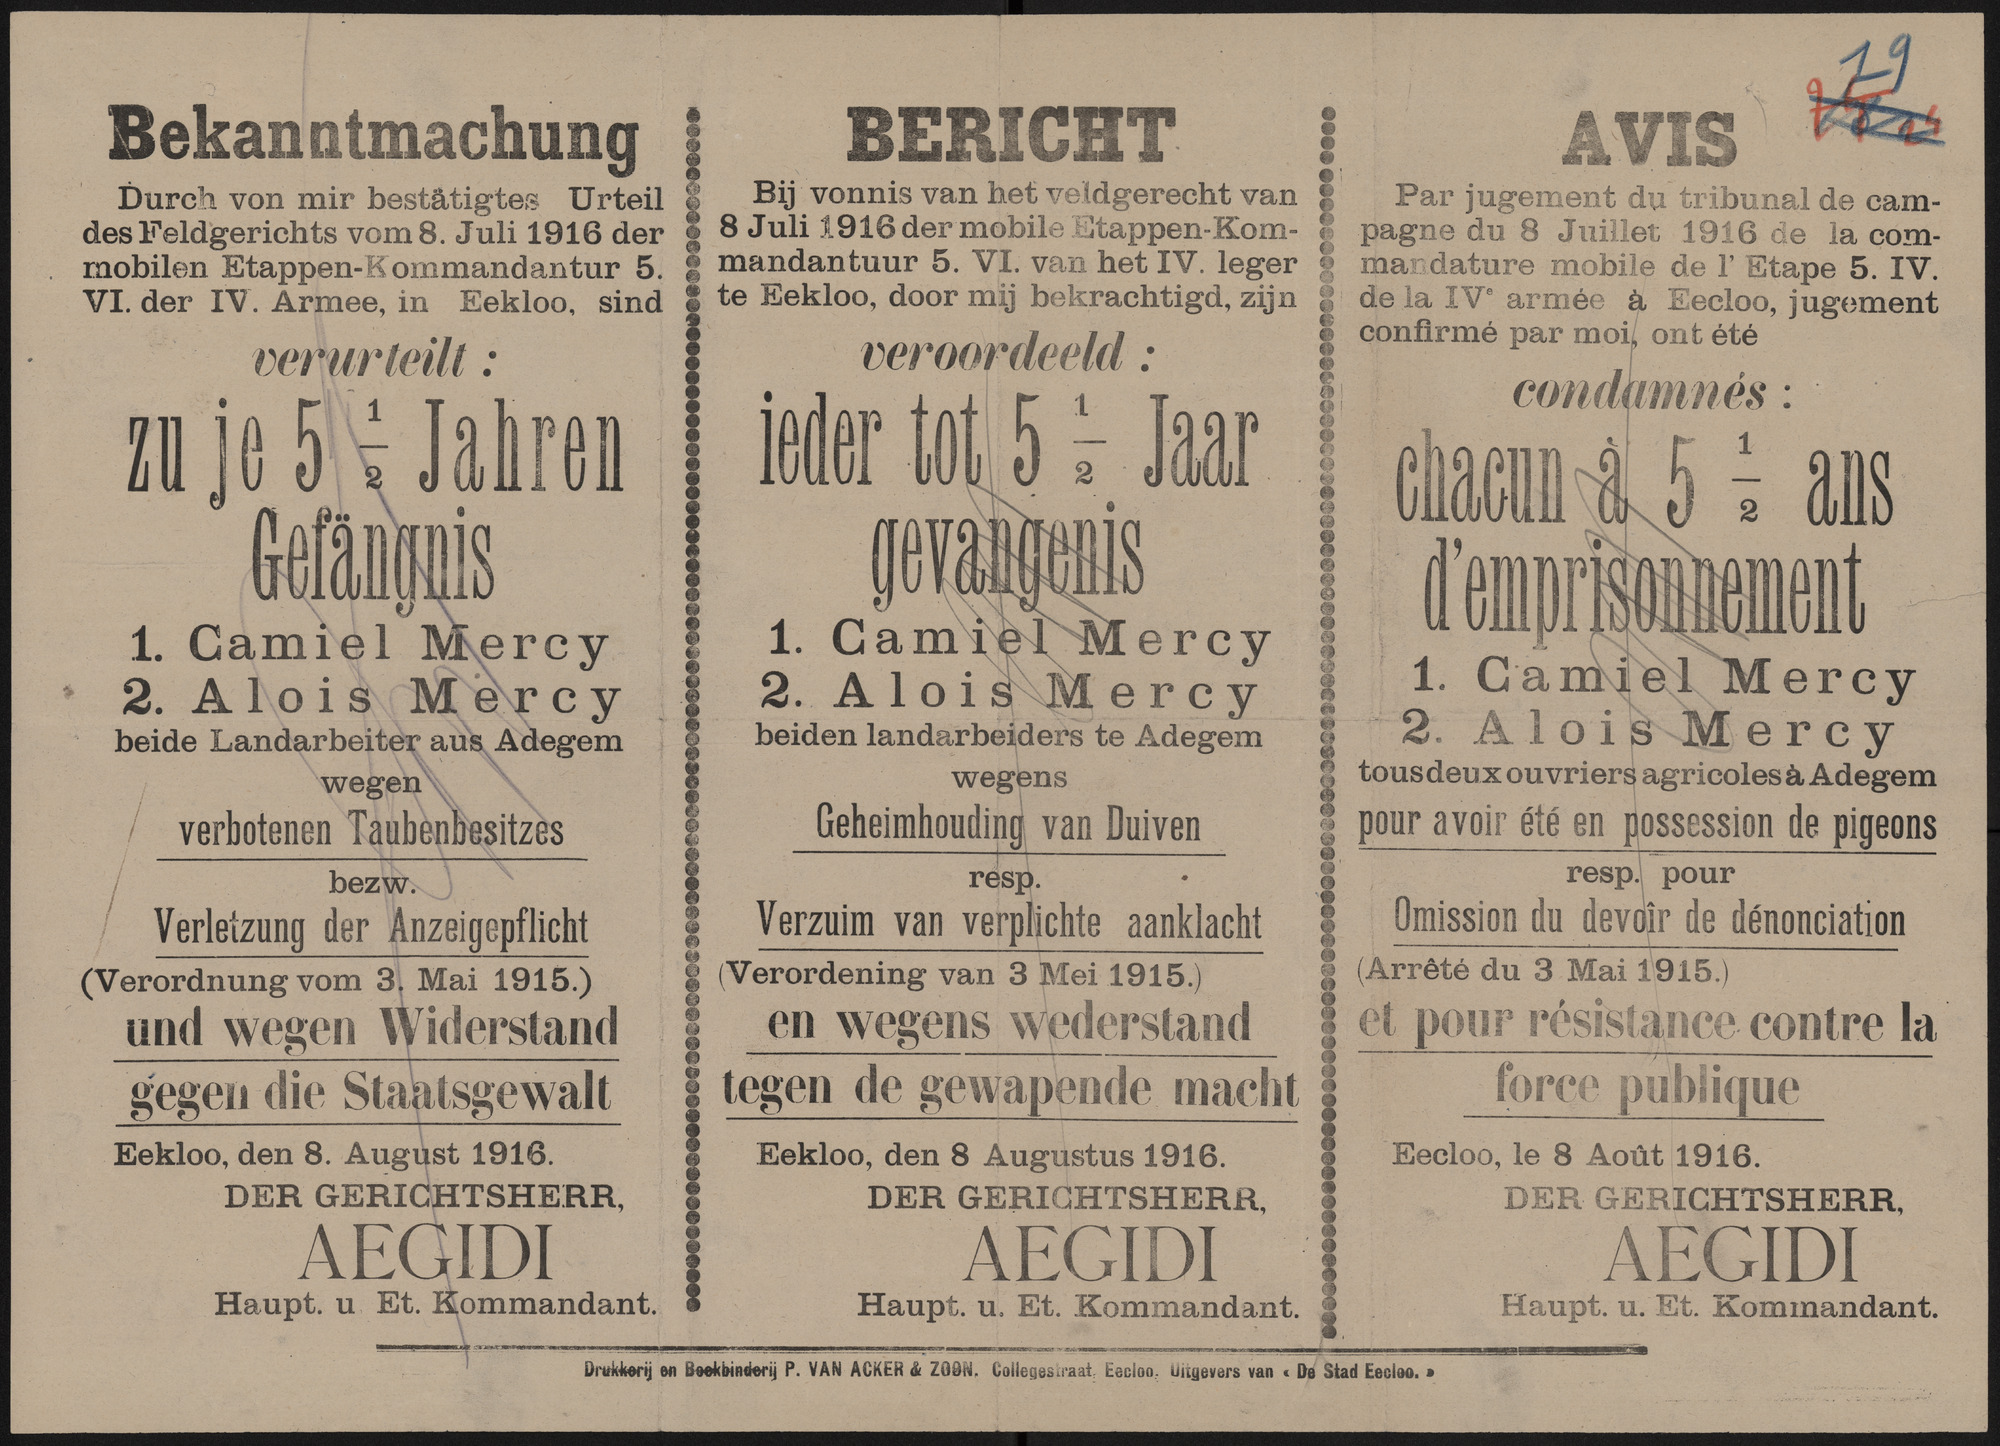 79
Bekanntmachung
Durch von mir bestätigtes Urteil
des Feldgerichts vom 8. Juli 1916 der
mobilen Etappen-Kommandantur 5.
VI. der IV. Armee, in Eekloo, sind
verurteilt :
zu je 5 1/2 Jahren
Gefängnis
1. Camiel Mercy
2. Alois Mercy
beide Landarbeiter aus Adegem
wegen
verbotenen Taubenbesitzes
bezw.
Verletzung der Anzeigepflicht
(Verordnung vom 3. Mai 1915.)
und wegen Widerstand
gegen die Staatsgewalt
Eekloo, den 8. August 1916.
DER GERICHTSHERR,
AEGIDI
Haupt. u Et. Kommandant.
BERICHT
Bij vonnis van het veldgerecht van
8 Juli 1916 der mobile Etappen-Kom-
mandantuur 5. VI. van het IV. leger
te Eekloo, door mij bekrachtigd, zijn
veroordeeld :
ieder tot 5 1/2 Jaar
gevangenis
1. Camiel Mercy
2. Alois Mercy
beiden landarbeiders te Adegem
wegens
Geheimhouding van Duiven
resp.
Verzuim van verplichte aanklacht
(Verordening van 3 Mei 1915.)
en wegens wederstand
tegen de gewapende macht
Eekloo, den 8 Augustus 1916.
DER GERICHTSHERR,
AEGIDI
Haupt. u. Et. Kommandant.
AVIS
Par jugement du tribunal de cam-
pagne du 8 Juillet 1916 de la com-
mandature mobile de l' Etape 5. IV.
de la IVe armée à Eecloo, jugement
confirmé par moi, ont été
condamnés :
chacun à 5 1/2 ans
d'emprisonnement
1. Camiel Mercy
2. Alois Mercy
tous deux ouvriers agricoles à Adegem
pour avoir été en possession de pigeons
resp. pour
Omission du devoîr de dénonciation
(Arrêté du 3 Mai 1915.)
et pour résistance contre la
force publique
Eecloo, le 8 Août 1916.
DER GERICHTSHERR,
AEGIDI
Haupt. u. Et. Kommandant.
Drukkerij en Boekbinderij P. VAN ACKER & ZOON. Collegestraat, Eecloo. Uitgevers van « De Stad Eecloo. »